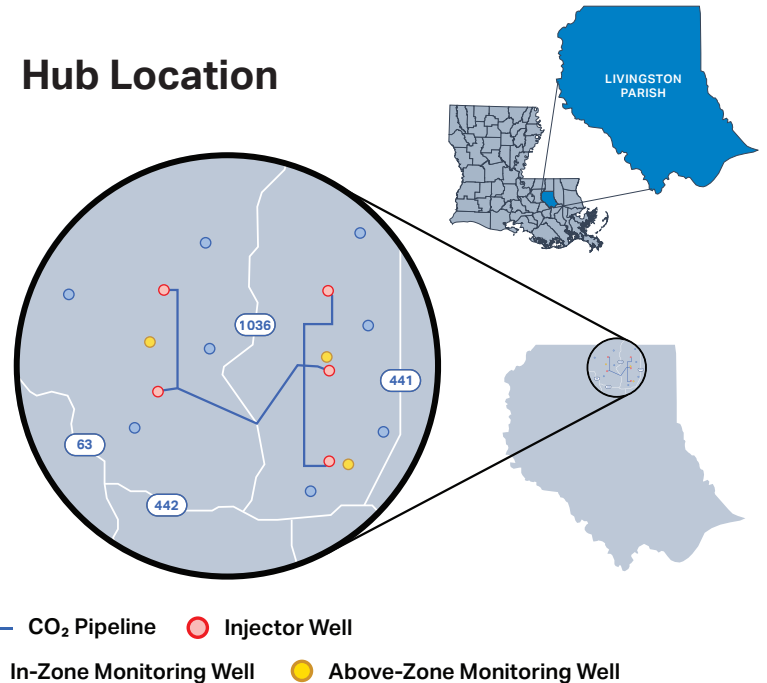 Hub Location
LIVINGSTON
PARISH
1036
441
63
442
CO₂ Pipeline
Injector Well
In-Zone Monitoring Well
Above-Zone Monitoring Well